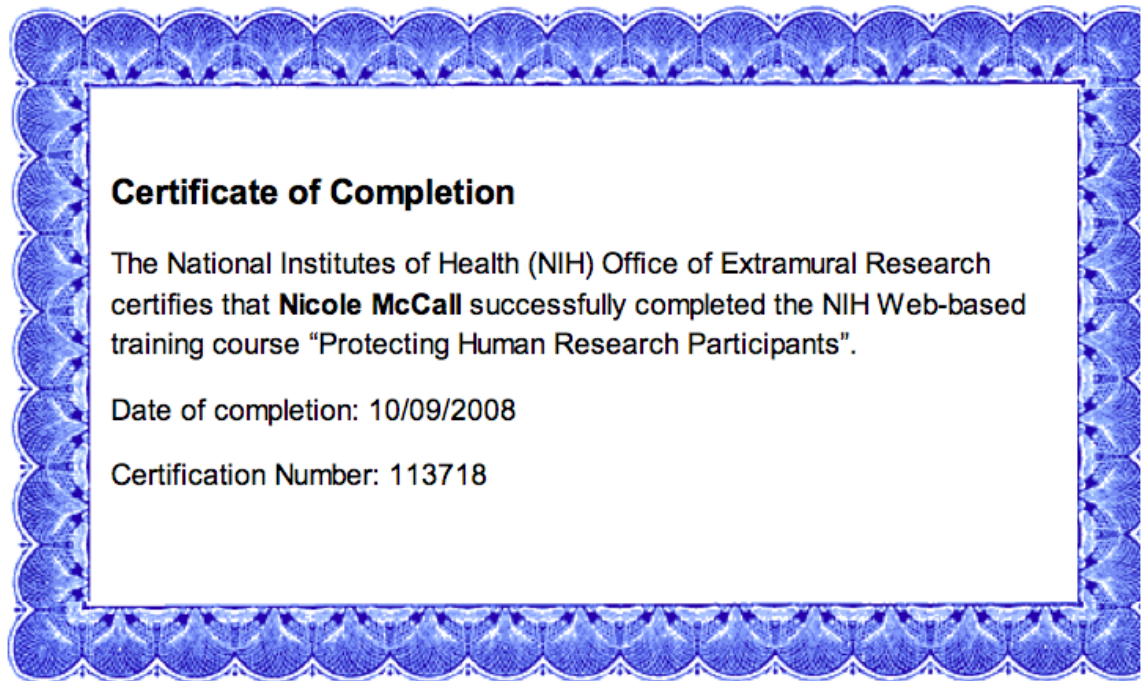 Certificate of Completion
The National Institutes of Health (NIH) Office of Extramural Research
certifies that Nicole McCall successfully completed the NIH Web-based
training course “Protecting Human Research Participants”.
Date of completion: 10/09/2008
Certification Number: 113718